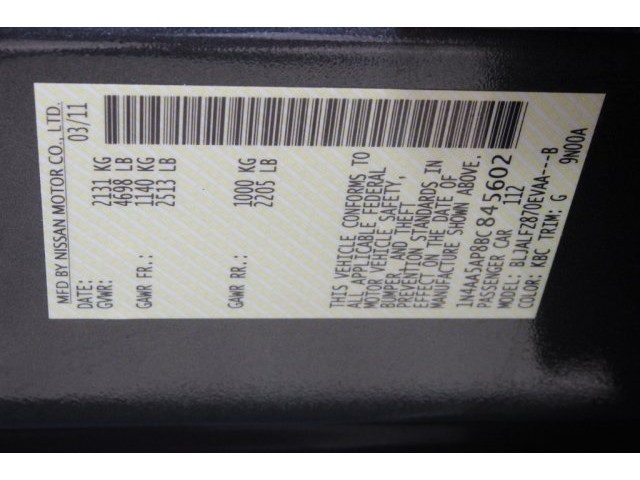 MFD BY NISSAN MOTOR CO., LTD.
DATE: 03/11
GVWR: 2131 KG
4698 LB
GAWR FR.: 1140 KG
2513 LB
GAWR RR.: 1000 KG
2205 LB
THIS VEHICLE CONFORMS TO
ALL APPLICABLE FEDERAL
MOTOR VEHICLE SAFETY,
BUMPER, AND THEFT
PREVENTION STANDARDS IN
EFFECT ON THE DATE OF
MANUFACTURE SHOWN ABOVE.
1N4AA5AP0BC 845602
PASSENGER CAR 112
MODEL: BLJALFZ870EVAA---B
COLOR: KBC TRIM: G 9N00A